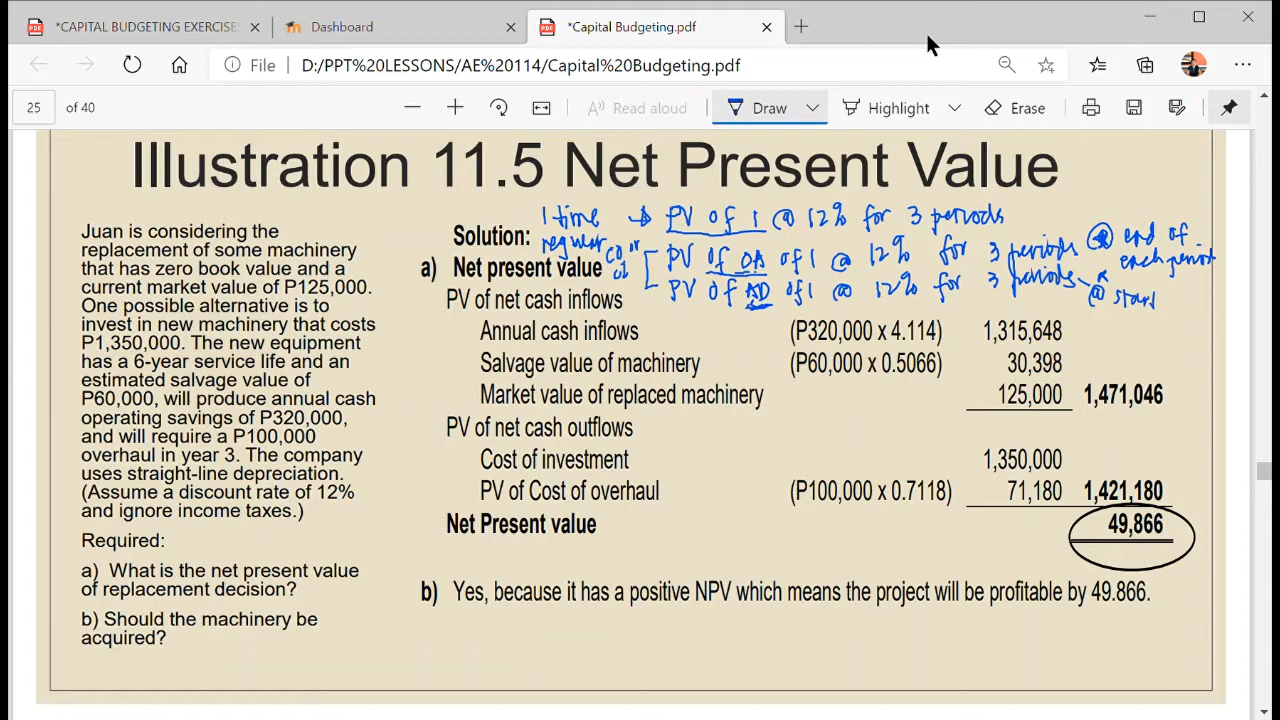 *CAPITAL BUDGETING EXERCISE
Dashboard
*Capital Budgeting.pdf
File
D:/PPT%20LESSONS/AE%20114/Capital%20Budgeting.pdf
25 of 40
Read aloud
Draw
Highlight
Erase
Illustration 11.5 Net Present Value
Juan is considering the
replacement of some machinery
that has zero book value and a
current market value of P125,000.
One possible alternative is to
invest in new machinery that costs
P1,350,000. The new equipment
has a 6-year service life and an
estimated salvage value of
P60,000, will produce annual cash
operating savings of P320,000,
and will require a P100,000
overhaul in year 3. The company
uses straight-line depreciation.
(Assume a discount rate of 12%
and ignore income taxes.)
Required:
a) What is the net present value
of replacement decision?
b) Should the machinery be
acquired?
1 time → PV of 1 @ 12% for 3 periods
Solution:
regular
PV of OA of 1 @ 12% for 3 periods @ end of
each period
PV of AD of 1 @ 12% for 3 periods - @ start
a) Net present value
PV of net cash inflows
Annual cash inflows (P320,000 x 4.114) 1,315,648
Salvage value of machinery (P60,000 x 0.5066) 30,398
Market value of replaced machinery 125,000 1,471,046
PV of net cash outflows
Cost of investment 1,350,000
PV of Cost of overhaul (P100,000 x 0.7118) 71,180 1,421,180
Net Present value 49,866
b) Yes, because it has a positive NPV which means the project will be profitable by 49.866.